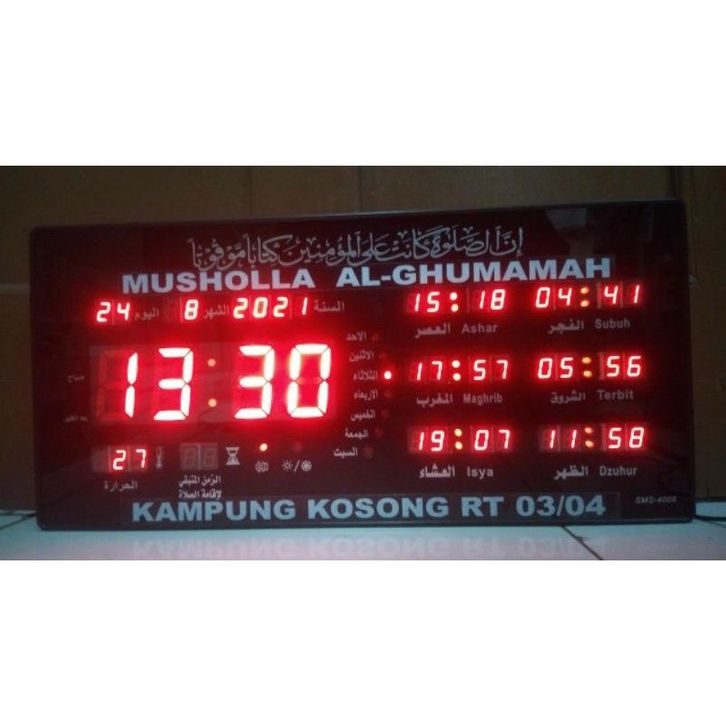 إن الصلوة كانت على المؤمنين كتابا موقوتا
MUSHOLLA AL-GHUMAMAH
24 اليوم 8 الشهر 2021 السنة
15:18 04:41
العصر Ashar الفجر Subuh
13:30
الاحد
الاثنين
الثلاثاء
الاربعاء
الخميس
الجمعة
السبت
صباح
بعد الظهر
17:57 05:56
المغرب Maghrib الشروق Terbit
19:07 11:58
العشاء Isya الظهر Dzuhur
27
الحرارة
الزمن المتبقي
لإقامة الصلاة
KAMPUNG KOSONG RT 03/04
SMS-4008